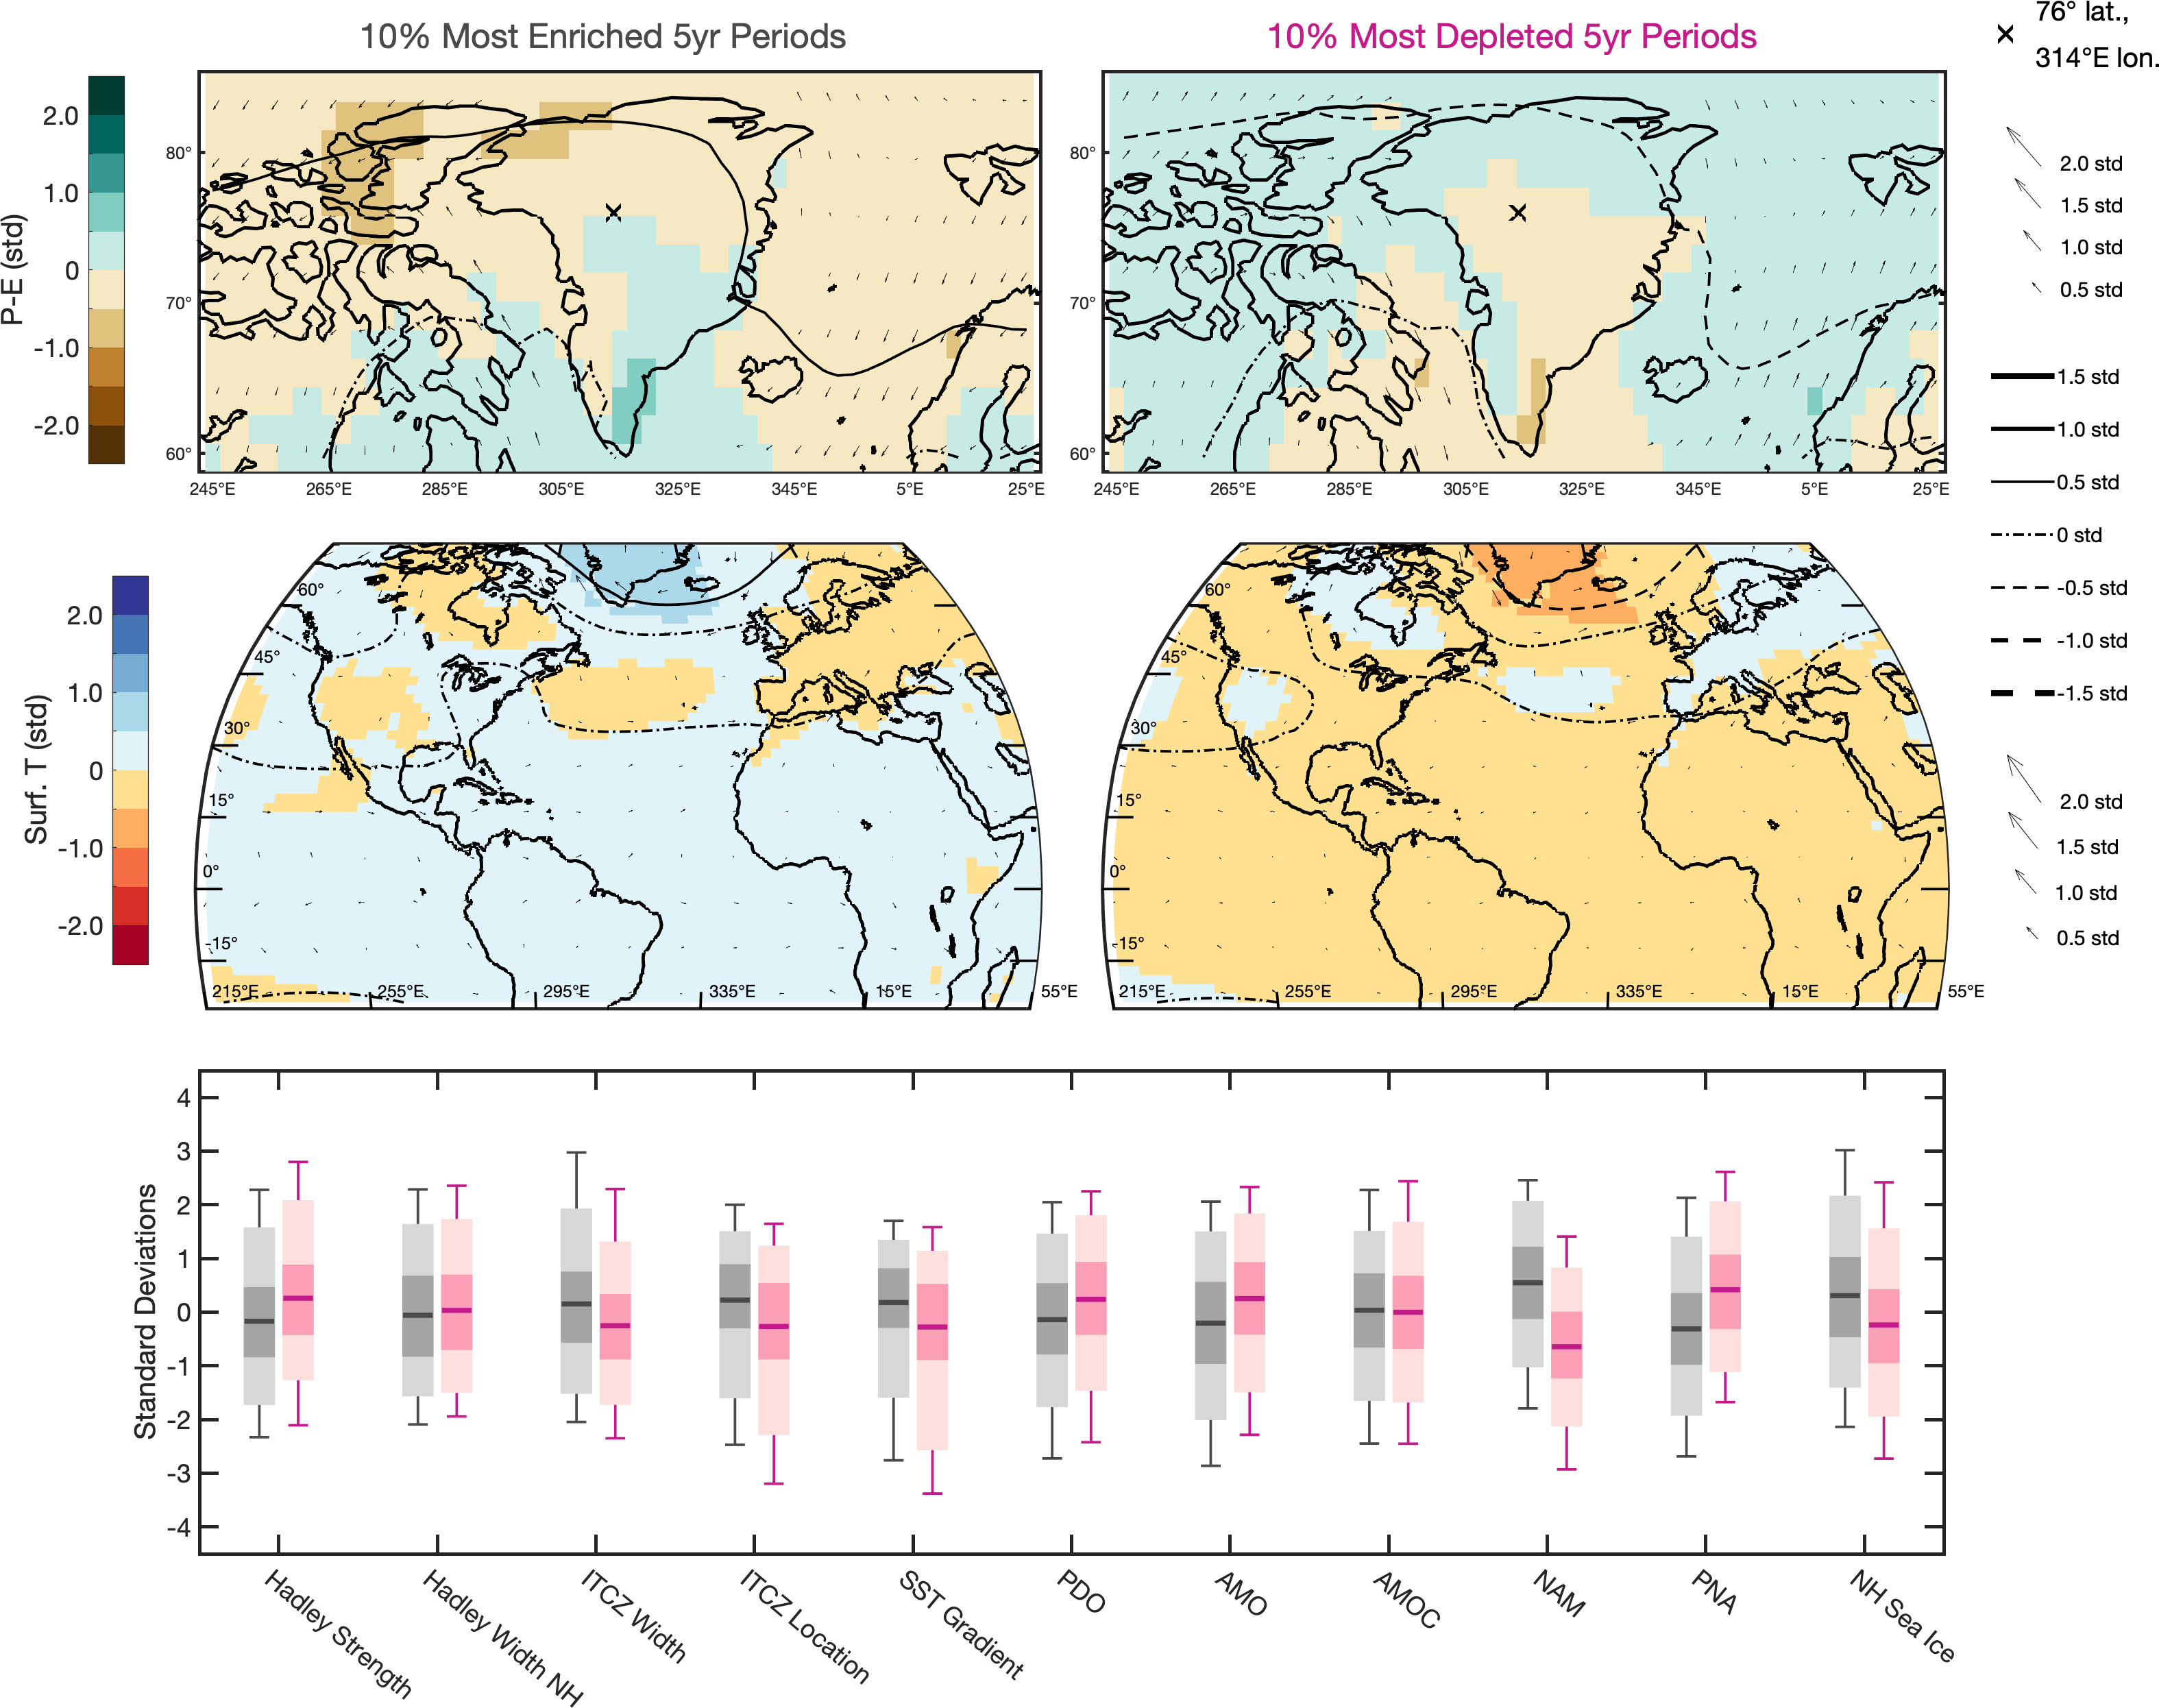 10% Most Enriched 5yr Periods
10% Most Depleted 5yr Periods
76° lat.,
314°E lon.
P-E (std)
2.0
1.0
0
-1.0
-2.0
80°
70°
60°
245°E 265°E 285°E 305°E 325°E 345°E 5°E 25°E
80°
70°
60°
245°E 265°E 285°E 305°E 325°E 345°E 5°E 25°E
2.0 std
1.5 std
1.0 std
0.5 std
1.5 std
1.0 std
0.5 std
0 std
-0.5 std
-1.0 std
-1.5 std
Surf. T (std)
2.0
1.0
0
-1.0
-2.0
60°
45°
30°
15°
0°
-15°
215°E 255°E 295°E 335°E 15°E 55°E
60°
45°
30°
15°
0°
-15°
215°E 255°E 295°E 335°E 15°E 55°E
2.0 std
1.5 std
1.0 std
0.5 std
Standard Deviations
4
3
2
1
0
-1
-2
-3
-4
Hadley Strength
Hadley Width NH
ITCZ Width
ITCZ Location
SST Gradient
PDO
AMO
AMOC
NAM
PNA
NH Sea Ice